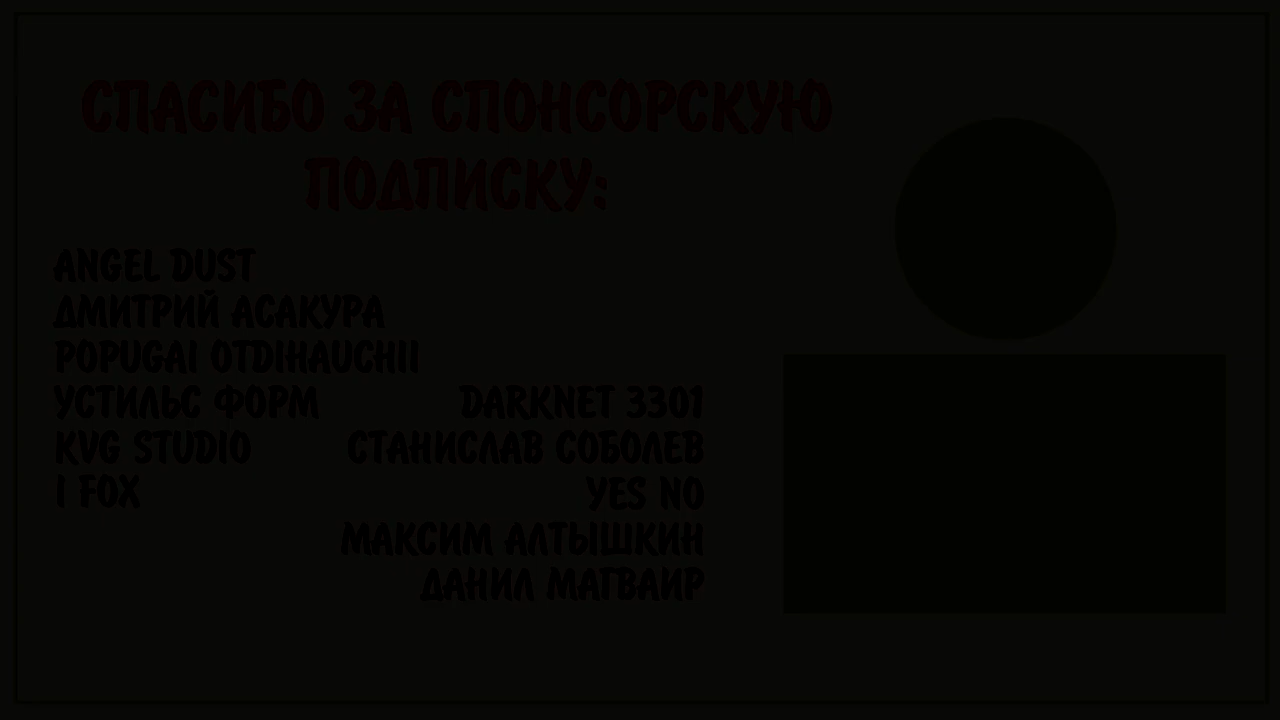 СПАСИБО ЗА СПОНСОРСКУЮ
ПОДПИСКУ:
ANGEL DUST
ДМИТРИЙ АСАКУРА
POPUGAI OTDIHAUCHII
УСТИЛЬС ФОРМ
KVG STUDIO
I FOX
DARKNET 3301
СТАНИСЛАВ СОБОЛЕВ
YES NO
МАКСИМ АЛТЫШКИН
ДАНИЛ МАГВАИР